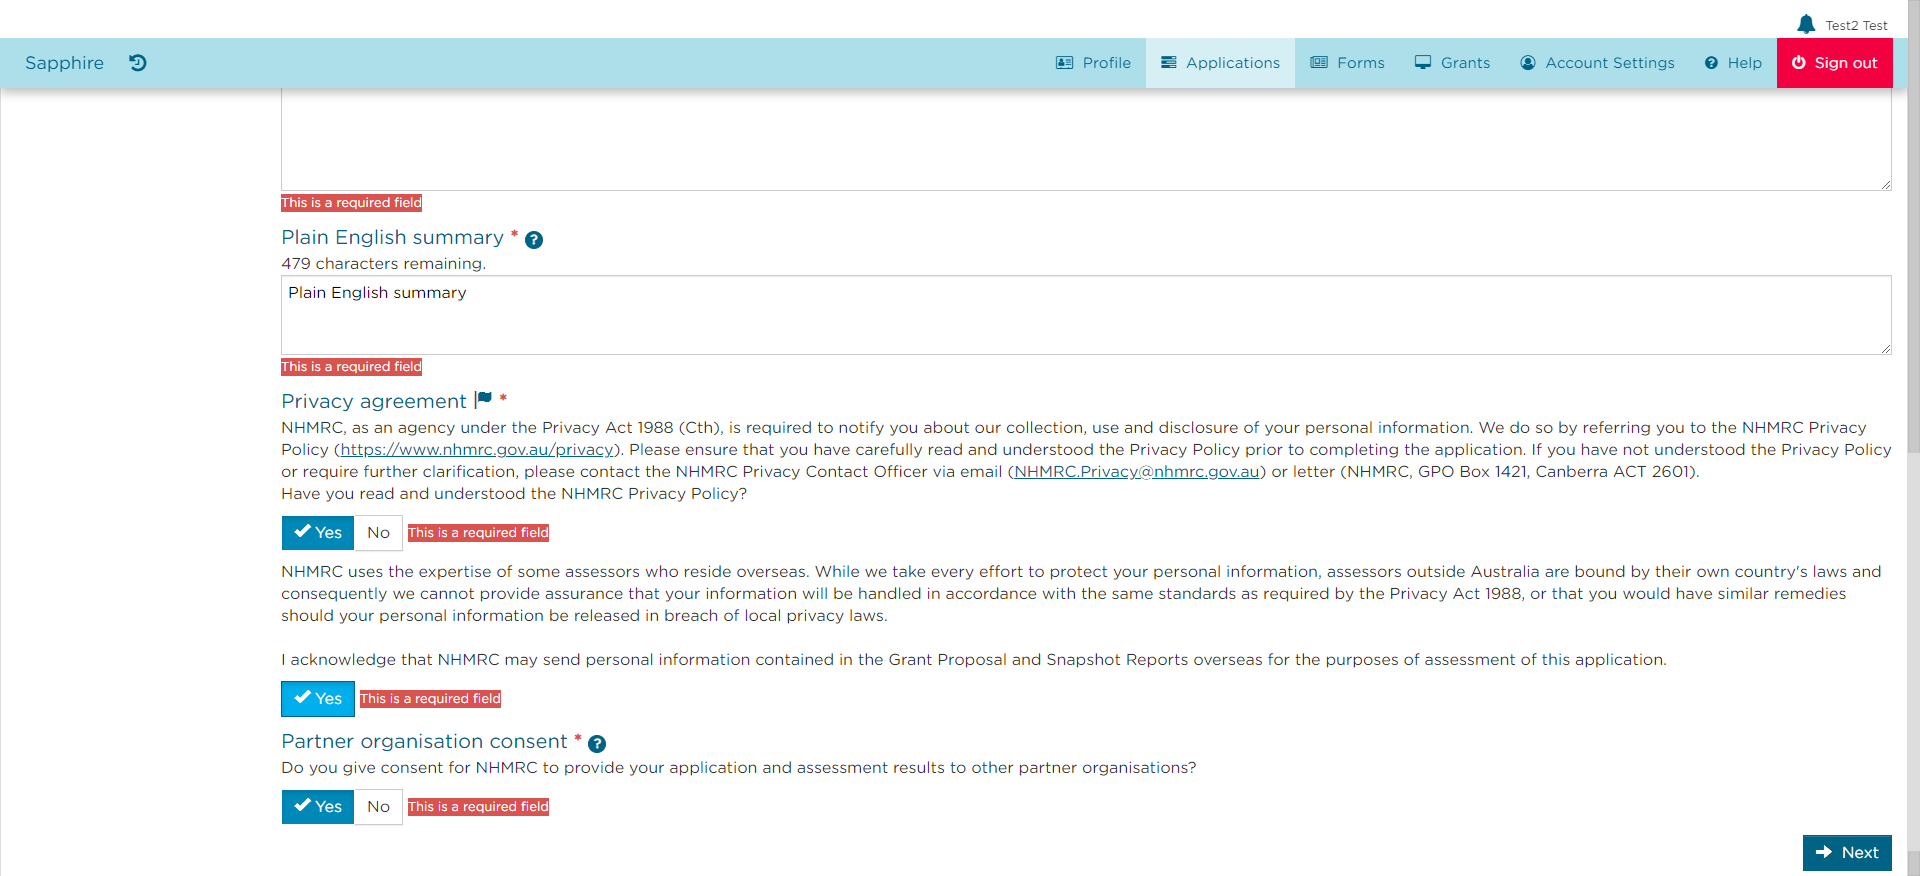 Test2 Test
Sapphire Profile Applications Forms Grants Account Settings Help Sign out
This is a required field
Plain English summary *
479 characters remaining.
Plain English summary
This is a required field
Privacy agreement *
NHMRC, as an agency under the Privacy Act 1988 (Cth), is required to notify you about our collection, use and disclosure of your personal information. We do so by referring you to the NHMRC Privacy
Policy (https://www.nhmrc.gov.au/privacy). Please ensure that you have carefully read and understood the Privacy Policy prior to completing the application. If you have not understood the Privacy Policy
or require further clarification, please contact the NHMRC Privacy Contact Officer via email (NHMRC.Privacy@nhmrc.gov.au) or letter (NHMRC, GPO Box 1421, Canberra ACT 2601).
Have you read and understood the NHMRC Privacy Policy?
Yes No This is a required field
NHMRC uses the expertise of some assessors who reside overseas. While we take every effort to protect your personal information, assessors outside Australia are bound by their own country's laws and
consequently we cannot provide assurance that your information will be handled in accordance with the same standards as required by the Privacy Act 1988, or that you would have similar remedies
should your personal information be released in breach of local privacy laws.
I acknowledge that NHMRC may send personal information contained in the Grant Proposal and Snapshot Reports overseas for the purposes of assessment of this application.
Yes This is a required field
Partner organisation consent *
Do you give consent for NHMRC to provide your application and assessment results to other partner organisations?
Yes No This is a required field
Next